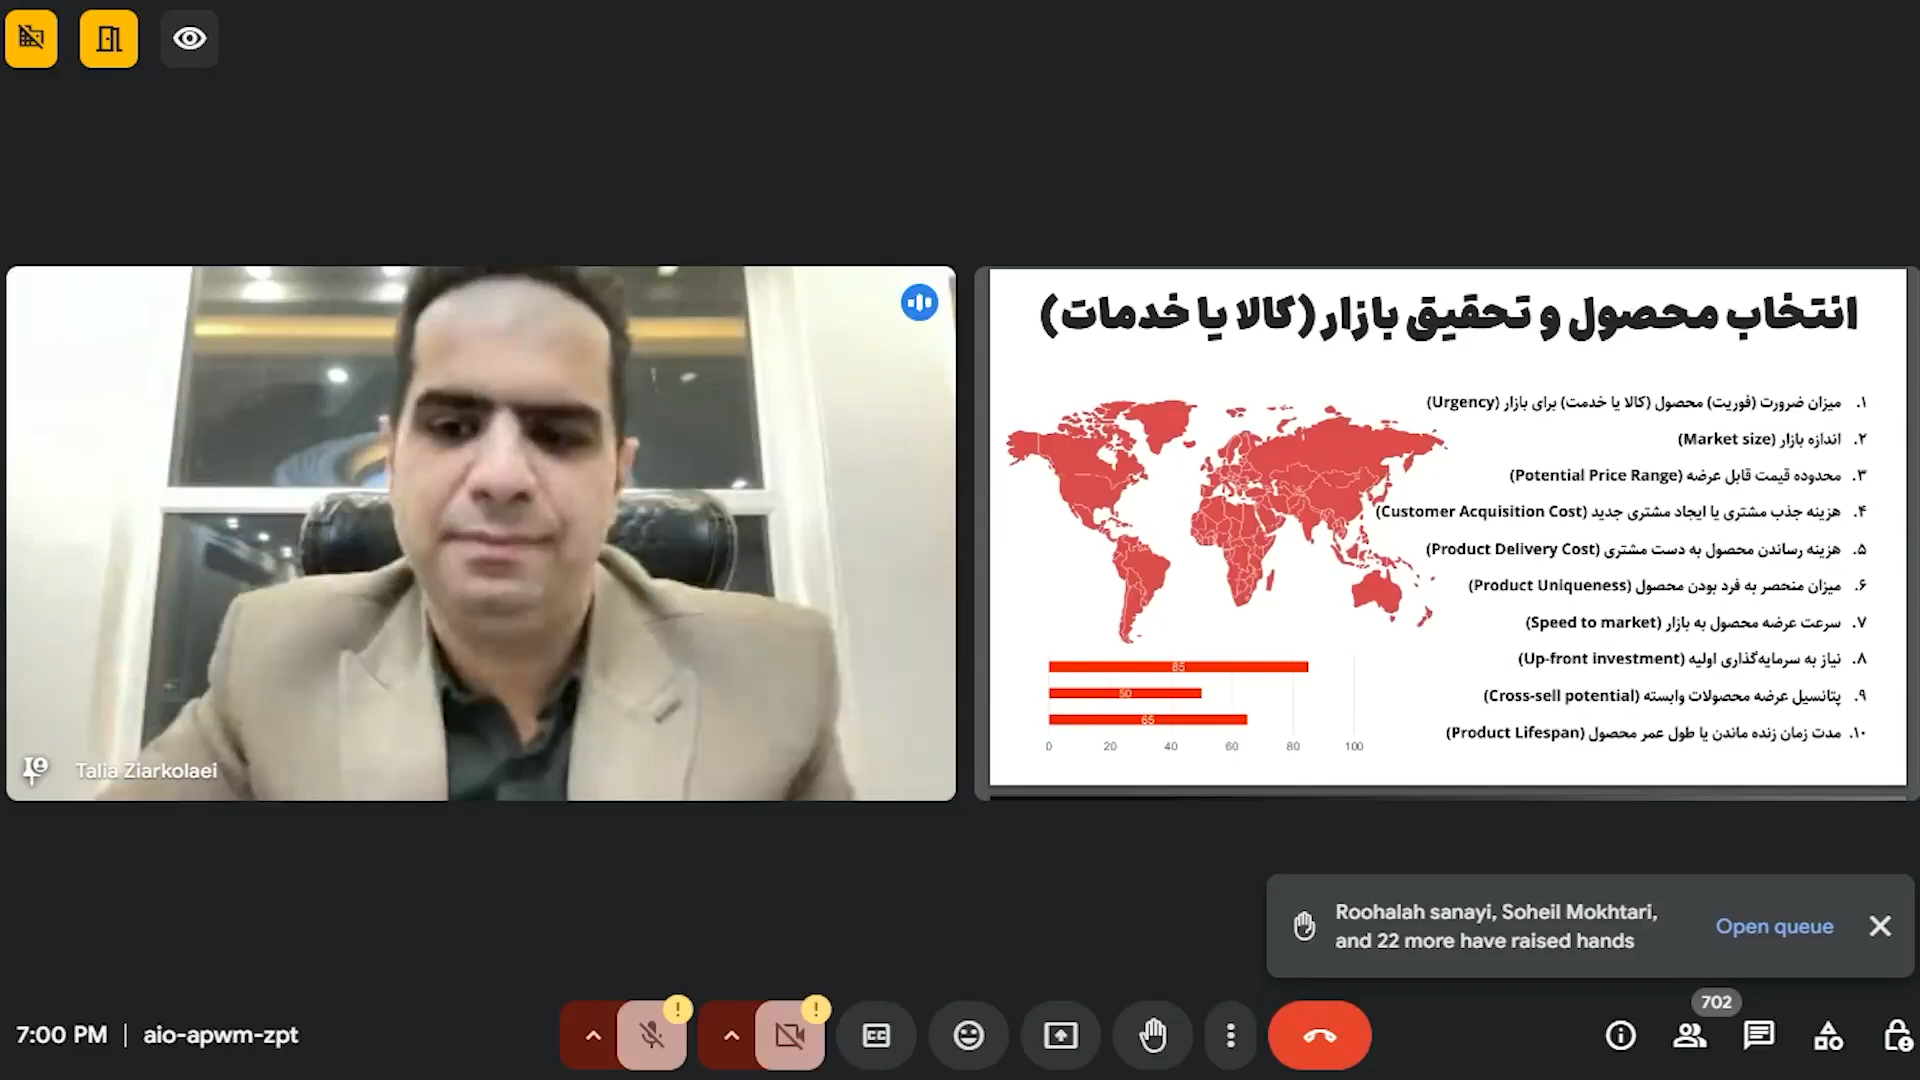 Talia Ziarkolaei
انتخاب محصول و تحقیق بازار (کالا یا خدمات)
۱. میزان ضرورت (فوریت) محصول (کالا یا خدمت) برای بازار (Urgency)
۲. اندازه بازار (Market size)
۳. محدوده قیمت قابل عرضه (Potential Price Range)
۴. هزینه جذب مشتری یا ایجاد مشتری جدید (Customer Acquisition Cost)
۵. هزینه رساندن محصول به دست مشتری (Product Delivery Cost)
۶. میزان منحصر به فرد بودن محصول (Product Uniqueness)
۷. سرعت عرضه محصول به بازار (Speed to market)
۸. نیاز به سرمایه‌گذاری اولیه (Up-front investment)
۹. پتانسیل عرضه محصولات وابسته (Cross-sell potential)
۱۰. مدت زمان زنده ماندن یا طول عمر محصول (Product Lifespan)
85
50
65
0 20 40 60 80 100
Roohalah sanayi, Soheil Mokhtari,
and 22 more have raised hands
Open queue
7:00 PM | aio-apwm-zpt
CC
702